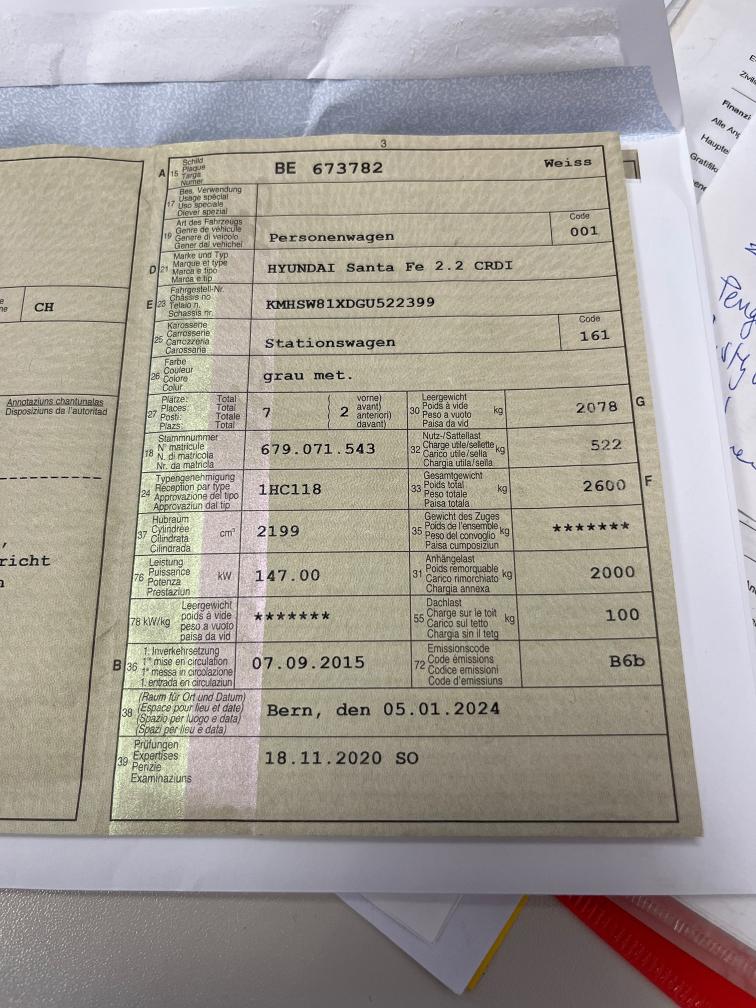 3
A 15 Schild
Plaque
Targa
Numer
BE 673782 Weiss
17 Bes. Verwendung
Usage spécial
Uso speciale
Diever spezial
19 Art des Fahrzeugs
Genre de véhicule
Genere di veicolo
Gener dal vehichel
Personenwagen
Code
001
D 21 Marke und Typ
Marque et type
Marca e tipo
Marca e tip
HYUNDAI Santa Fe 2.2 CRDI
E 23 Fahrgestell-Nr.
Châssis no
Telaio n.
Schassis nr.
KMHSW81XDGU522399
25 Karosserie
Carrosserie
Carrozzeria
Carossaria
Stationswagen
Code
161
26 Farbe
Couleur
Colore
Colur
grau met.
27 Plätze: Total
Places: Total
Posti: Totale
Plazs: Total
7
2
vorne)
avant)
anteriori)
davant)
30 Leergewicht
Poids à vide
Peso a vuoto
Paisa da vid
kg
2078 G
18 Stammnummer
N° matricule
N. di matricola
Nr. da matricla
679.071.543
32 Nutz-/Sattellast
Charge utile/sellette
Carico utile/sella
Chargia utila/sella
kg
522
24 Typengenehmigung
Réception par type
Approvazione del tipo
Approvaziun dal tip
1HC118
33 Gesamtgewicht
Poids total
Peso totale
Paisa totala
kg
2600 F
37 Hubraum
Cylindrée
Cilindrata
Cilindrada
cm³
2199
35 Gewicht des Zuges
Poids de l'ensemble
Peso del convoglio
Paisa cumposiziun
kg
*******
76 Leistung
Puissance
Potenza
Prestaziun
kW
147.00
31 Anhängelast
Poids remorquable
Carico rimorchiato
Chargia annexa
kg
2000
78 kW/kg
Leergewicht
poids à vide
peso a vuoto
paisa da vid
*******
55 Dachlast
Charge sur le toit
Carico sul tetto
Chargia sin il tetg
kg
100
B 36 1. Inverkehrsetzung
1re mise en circulation
1a messa in circolazione
1. entrada en circulaziun
07.09.2015
72 Emissionscode
Code émissions
Codice emissioni
Code d'emissiuns
B6b
38 (Raum für Ort und Datum)
(Espace pour lieu et date)
(Spazio per luogo e data)
(Spazi per lieu e data)
Bern, den 05.01.2024
39 Prüfungen
Expertises
Perizie
Examinaziuns
18.11.2020 SO
CH
Annotaziuns chantunalas
Disposiziuns da l'autoritad
richt
Finanzi
Alle Ang
Haupte
Gratifik